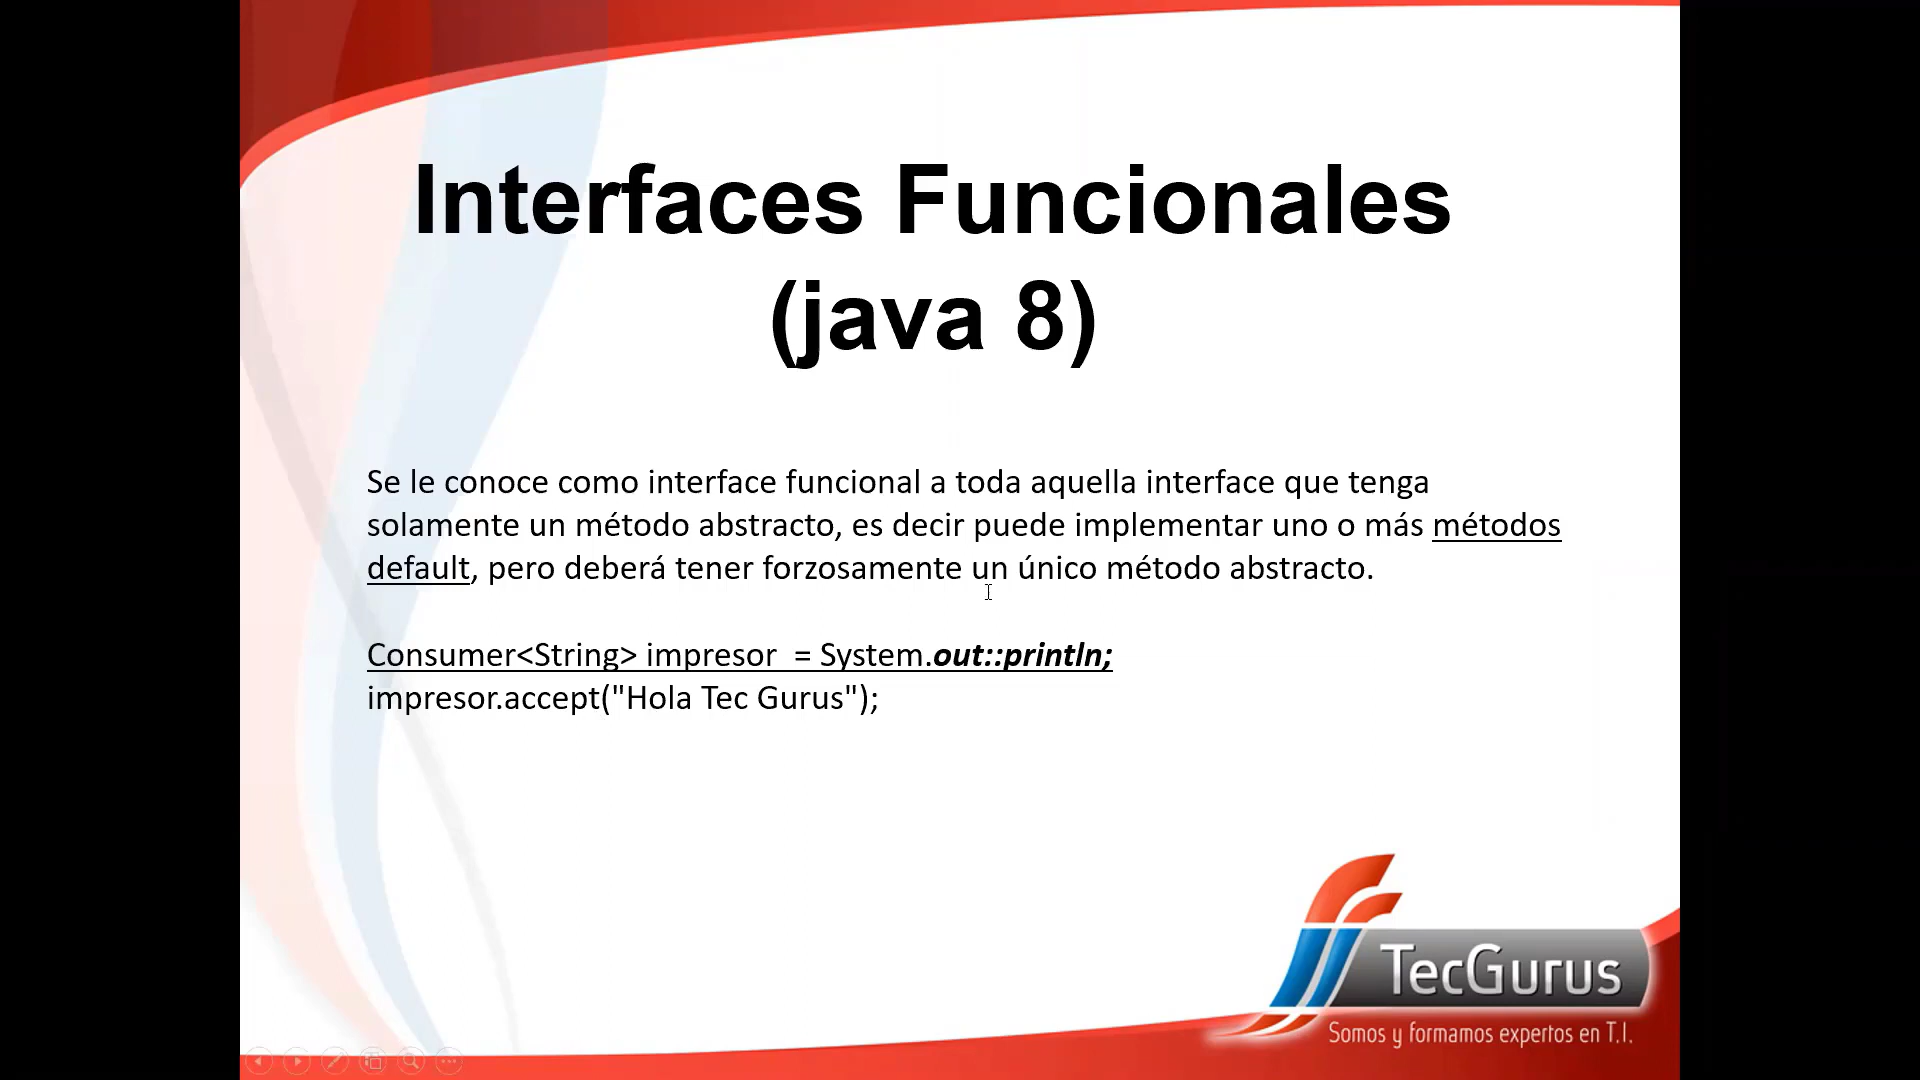 Interfaces Funcionales
(java 8)
Se le conoce como interface funcional a toda aquella interface que tenga
solamente un método abstracto, es decir puede implementar uno o más métodos
default, pero deberá tener forzosamente un único método abstracto.
Consumer<String> impresor  = System.out::println;
impresor.accept("Hola Tec Gurus");
TecGurus
Somos y formamos expertos en T.I.